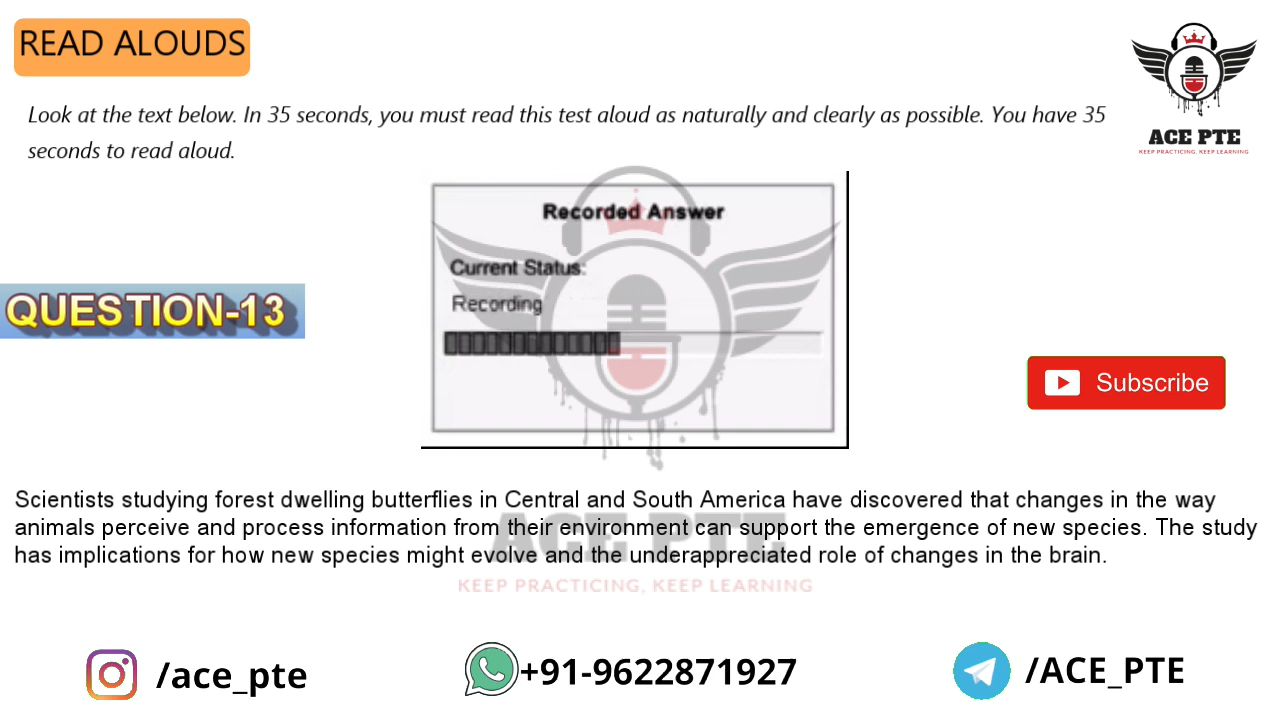 READ ALOUDS
Look at the text below. In 35 seconds, you must read this test aloud as naturally and clearly as possible. You have 35
seconds to read aloud.
ACE PTE
KEEP PRACTICING, KEEP LEARNING
Recorded Answer
Current Status:
Recording
QUESTION-13
Subscribe
Scientists studying forest dwelling butterflies in Central and South America have discovered that changes in the way
animals perceive and process information from their environment can support the emergence of new species. The study
has implications for how new species might evolve and the underappreciated role of changes in the brain.
ACE PTE
KEEP PRACTICING, KEEP LEARNING
/ace_pte
+91-9622871927
/ACE_PTE